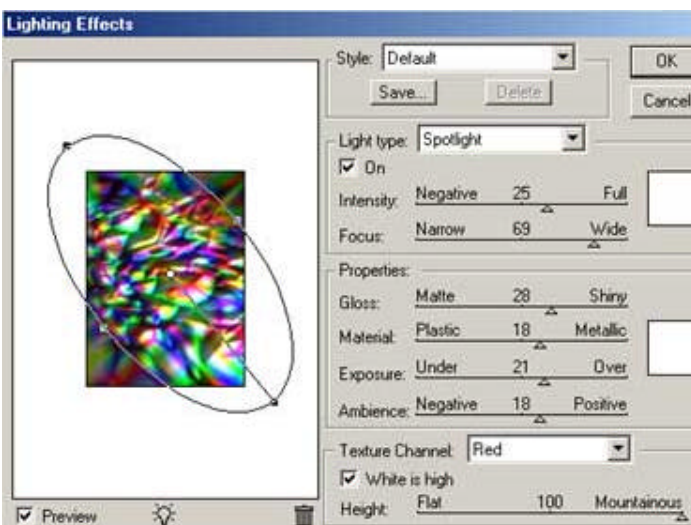 Lighting Effects
Style: Default
OK
Save...
Delete
Cancel
Light type: Spotlight
On
Intensity: Negative 25 Full
Focus: Narrow 69 Wide
Properties:
Gloss: Matte 28 Shiny
Material: Plastic 18 Metallic
Exposure: Under 21 Over
Ambience: Negative 18 Positive
Texture Channel: Red
White is high
Height: Flat 100 Mountainous
Preview